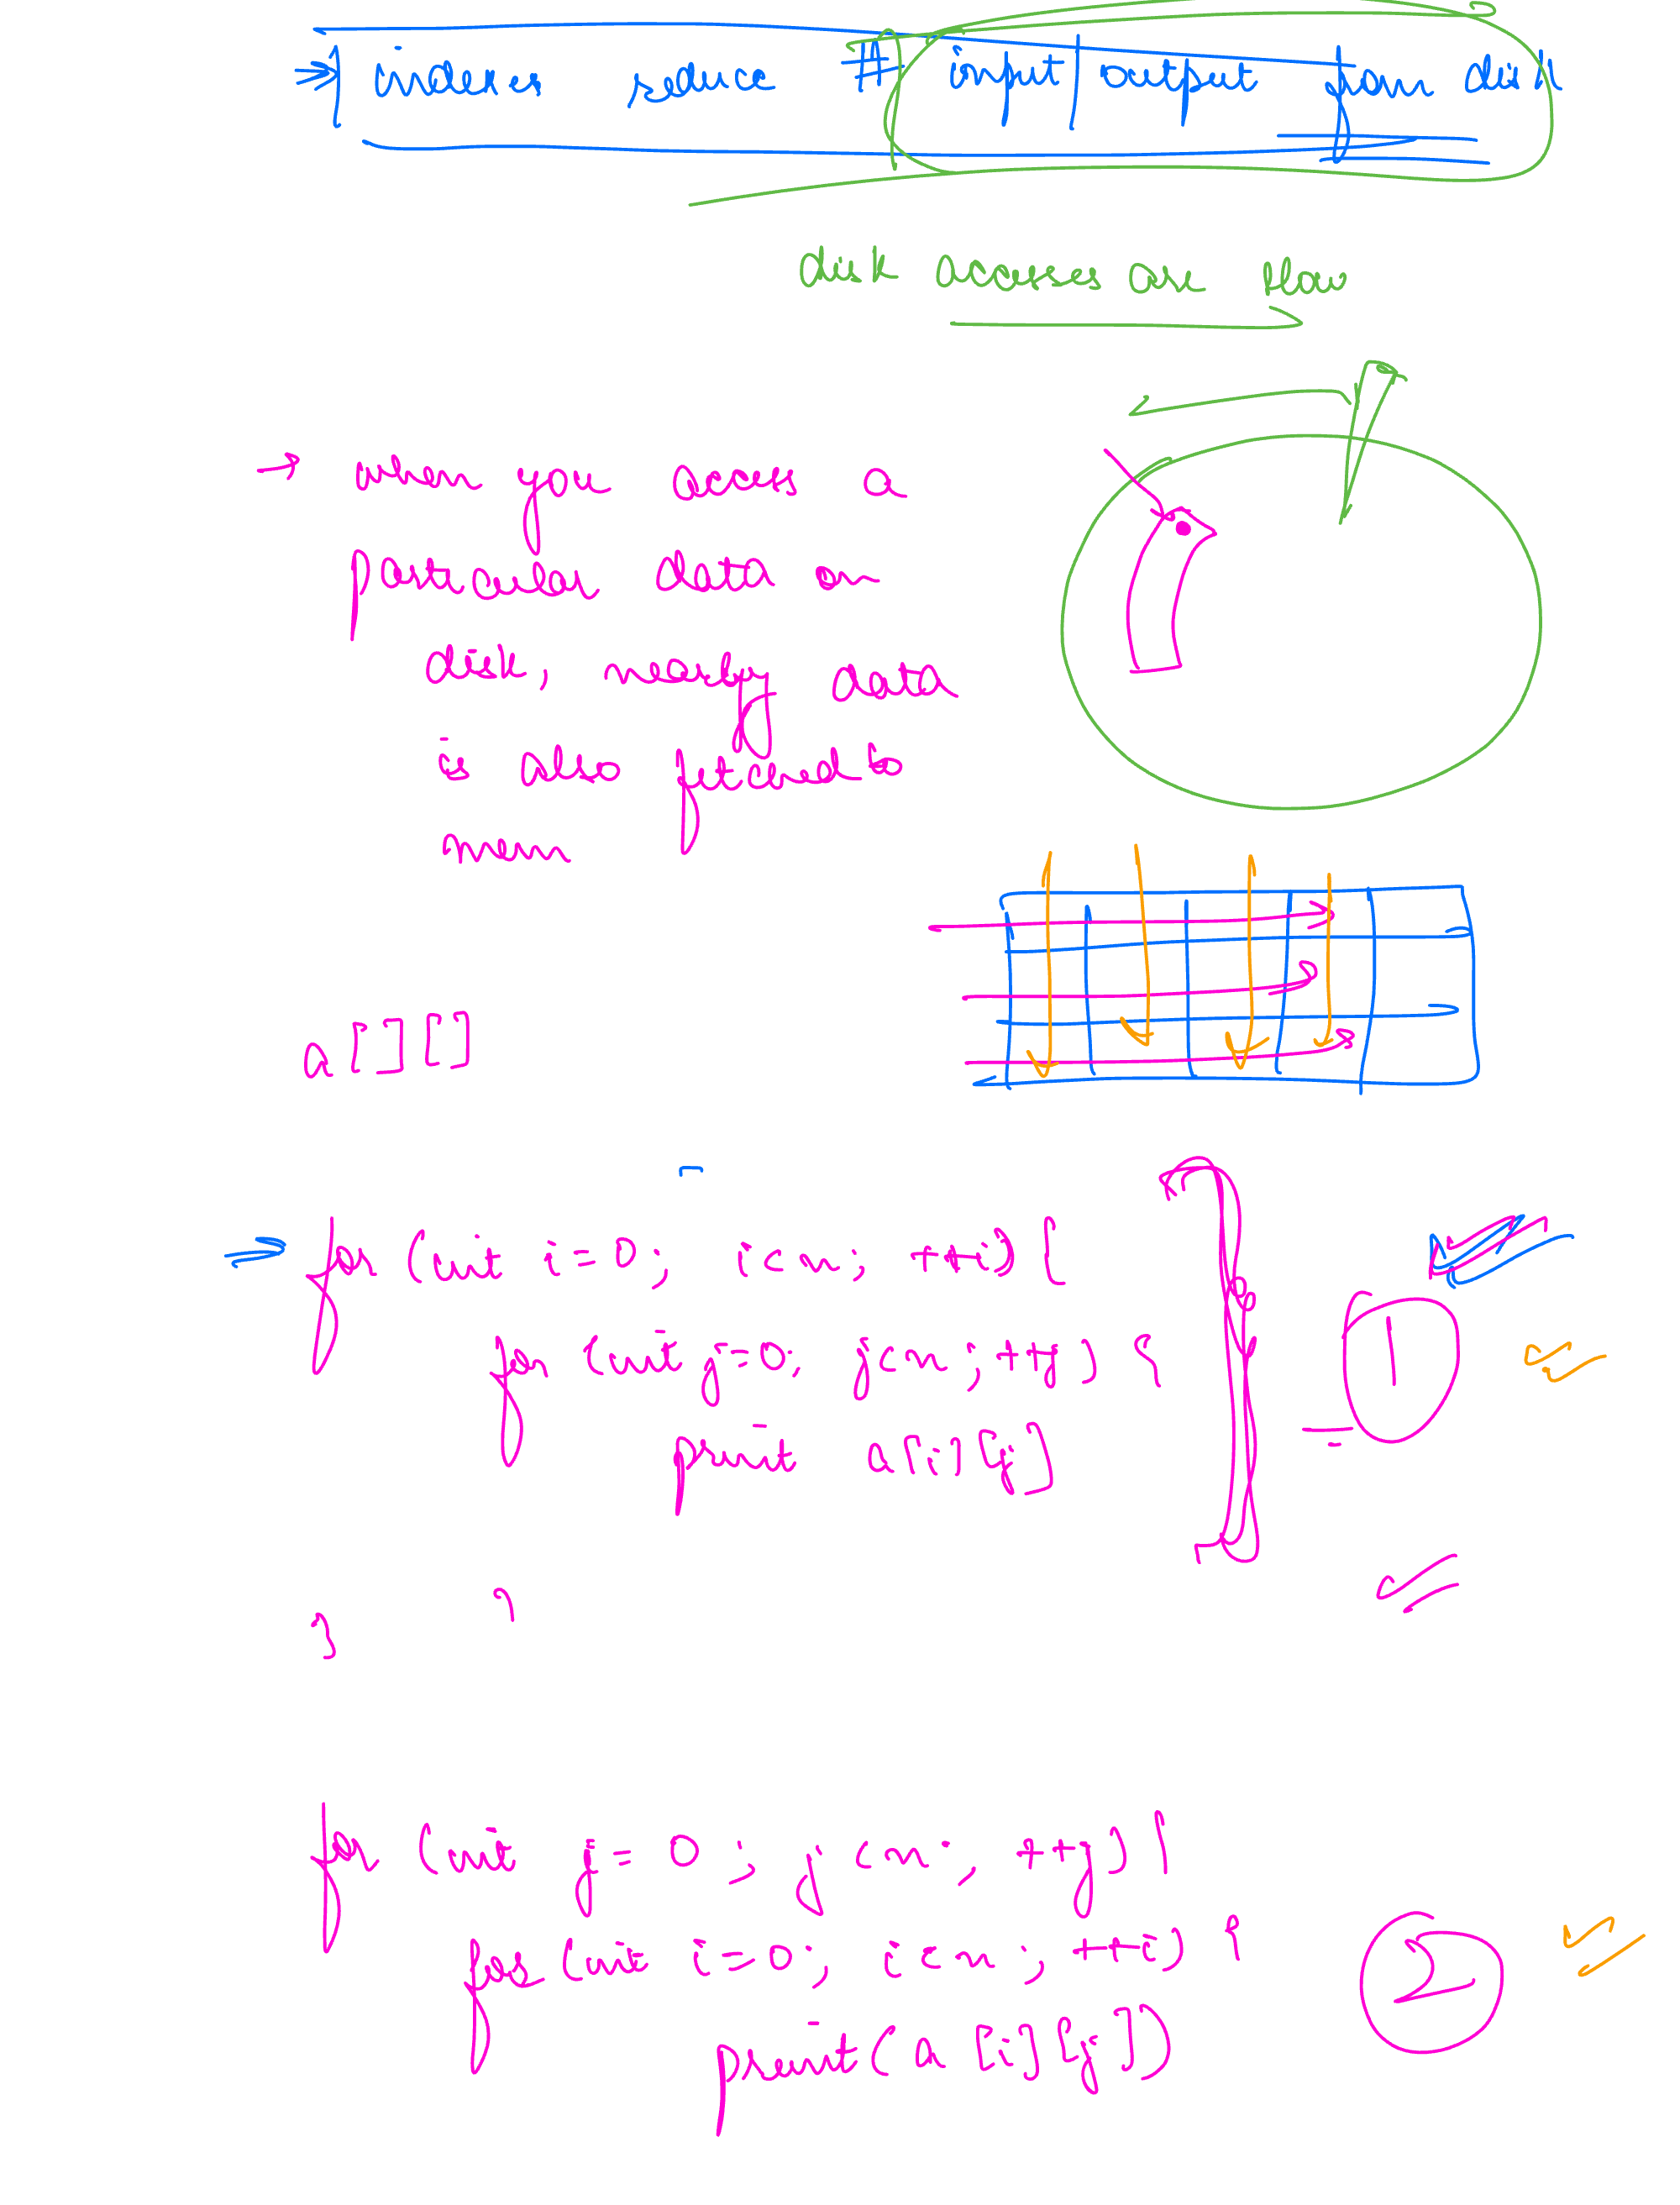 indexes reduce # input | output from disk
disk accesses are slow
→ when you access a
particular data on
disk, nearby data
is also fetched to
mem
a[][]
⇒ for (int i=0; i<n; ++i) {
for (int j=0; j<n; ++j) {
print a[i][j]
}
}
1
for (int j=0; j<n; ++j) {
for (int i=0; i<n; ++i) {
print(a[i][j])
2